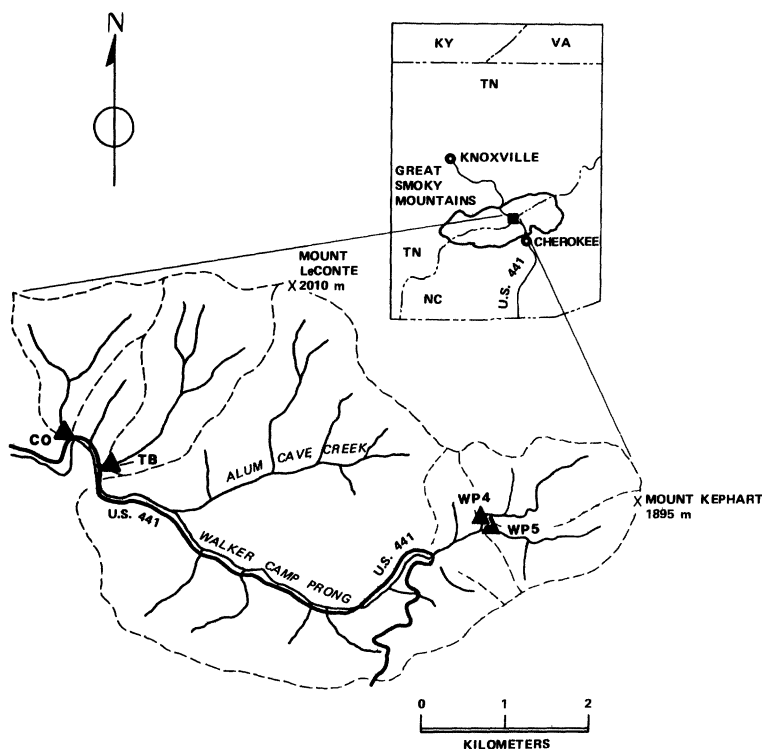 N
KY
VA
TN
KNOXVILLE
GREAT
SMOKY
MOUNTAINS
CHEROKEE
TN
U.S. 441
NC
MOUNT
LeCONTE
X 2010 m
CO
TB
ALUM CAVE CREEK
WP4
WP5
X MOUNT KEPHART
1895 m
U.S. 441
WALKER CAMP PRONG
U.S. 441
0 1 2
KILOMETERS